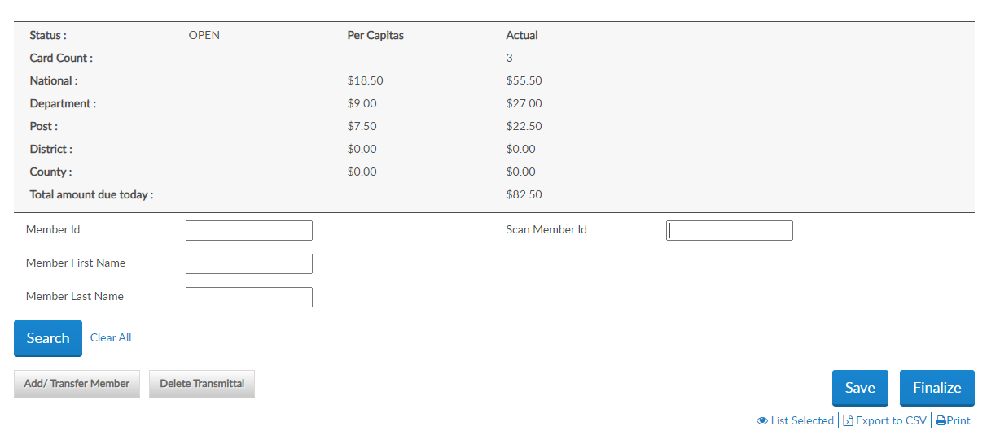 Status : OPEN Per Capitas Actual
Card Count : 3
National : $18.50 $55.50
Department : $9.00 $27.00
Post : $7.50 $22.50
District : $0.00 $0.00
County : $0.00 $0.00
Total amount due today : $82.50
Member Id Scan Member Id
Member First Name
Member Last Name
Search Clear All
Add/ Transfer Member Delete Transmittal Save Finalize
List Selected Export to CSV Print